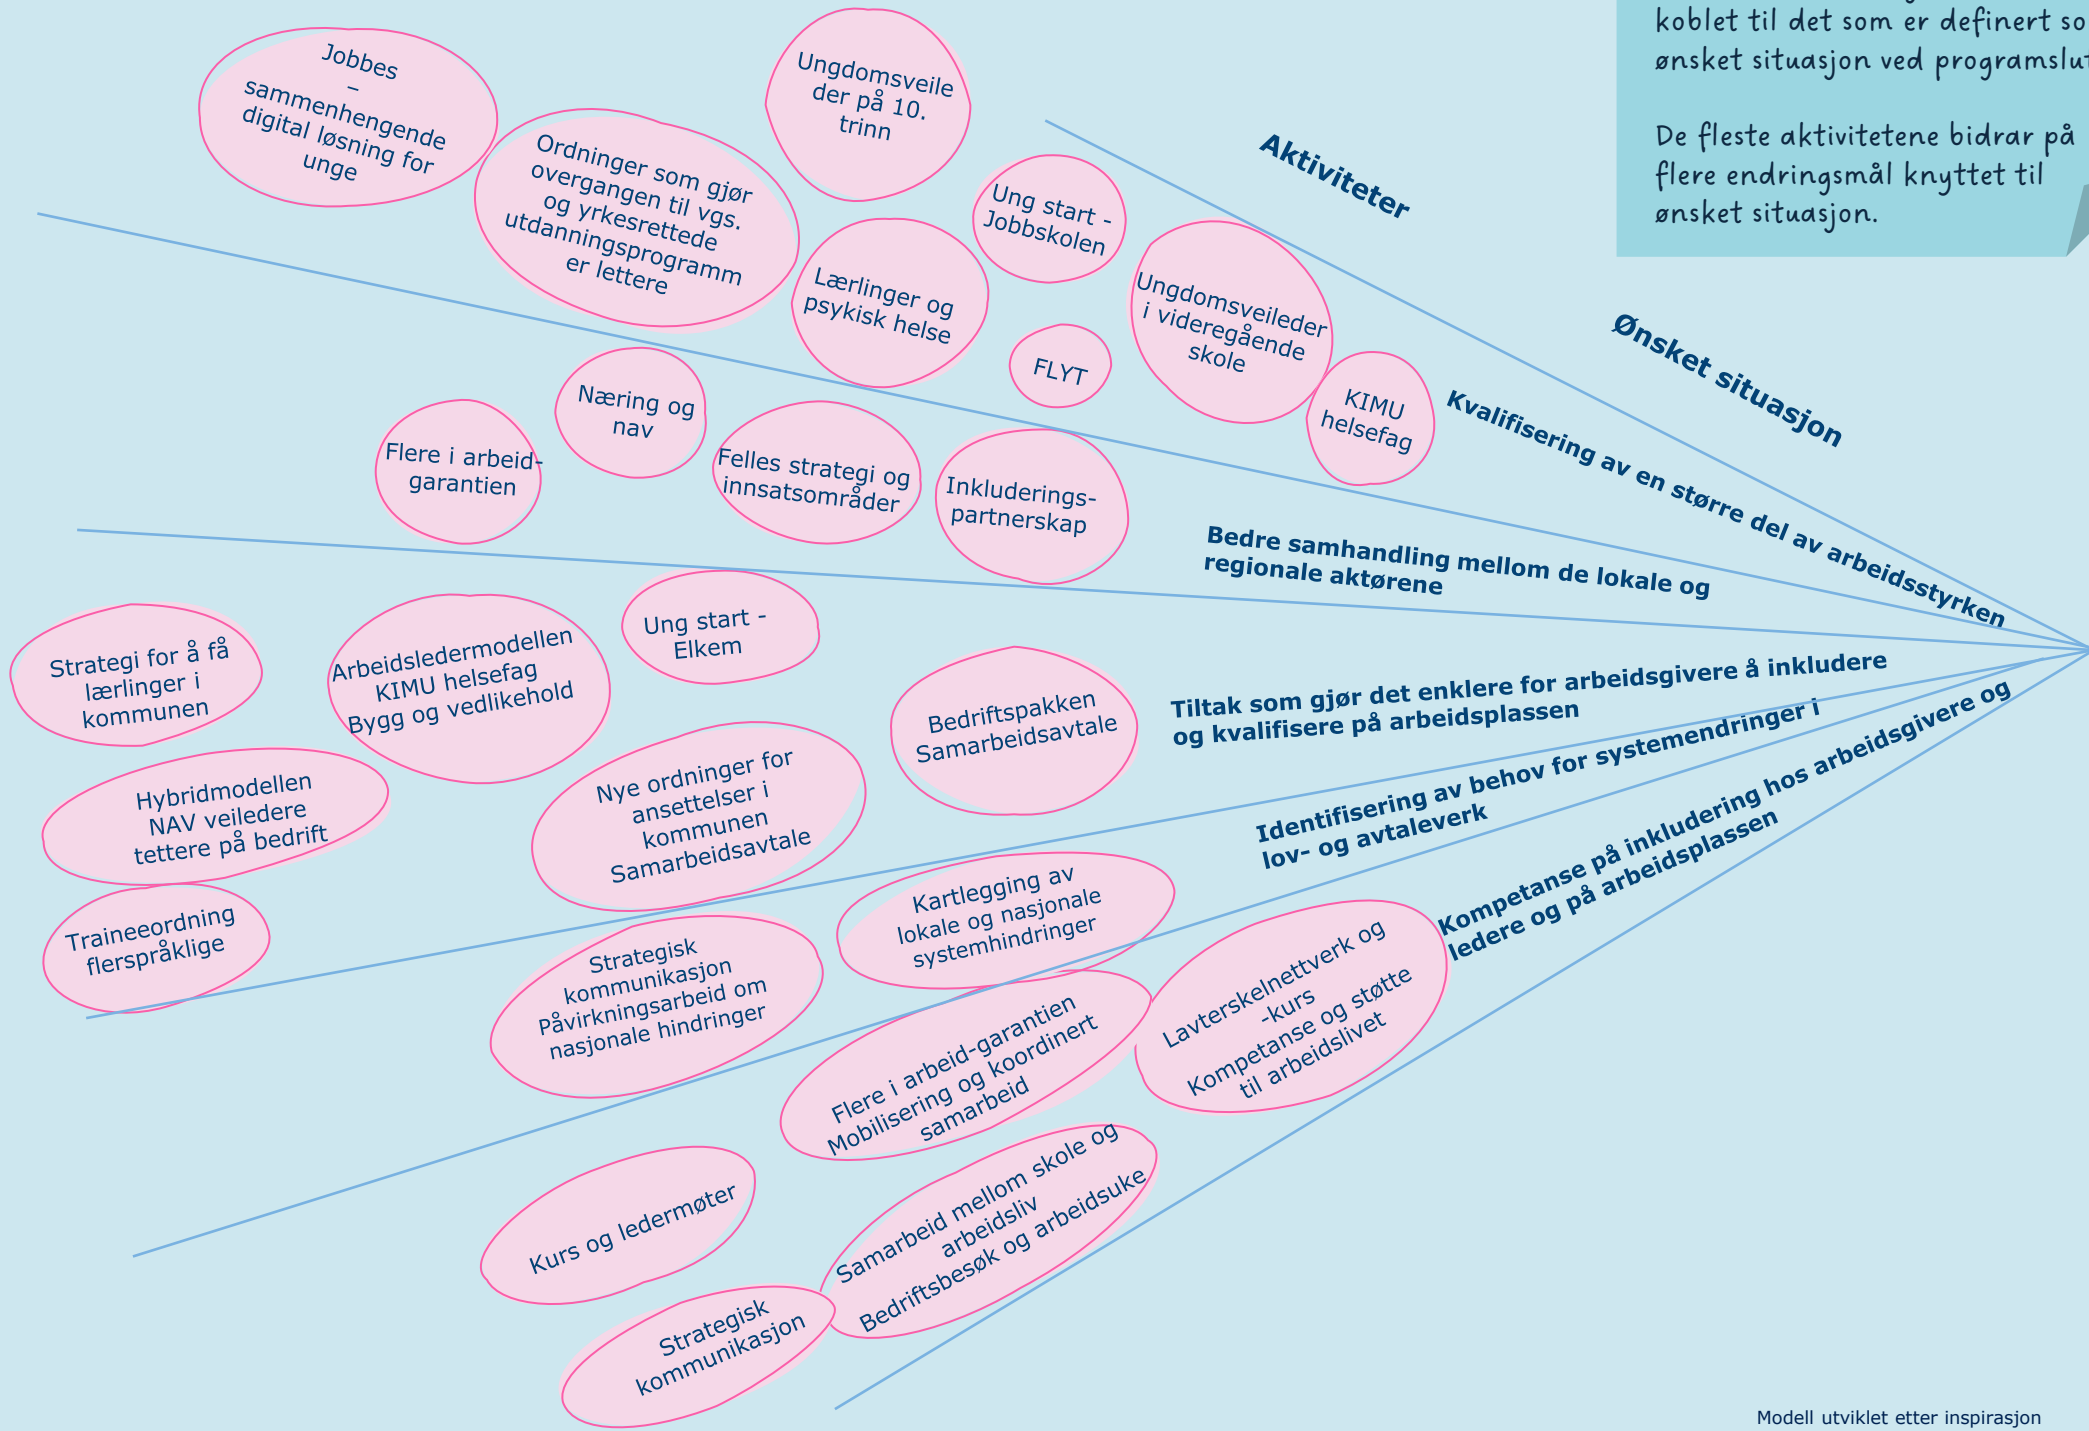 koblet til det som er definert so
ønsket situasjon ved programslut
De fleste aktivitetene bidrar på
flere endringsmål knyttet til
ønsket situasjon.
Aktiviteter
Ønsket situasjon
Jobbes
–
sammenhengende
digital løsning for
unge
Ordninger som gjør
overgangen til vgs.
og yrkesrettede
utdanningsprogramm
er lettere
Ungdomsveile
der på 10.
trinn
Lærlinger og
psykisk helse
Ung start -
Jobbskolen
FLYT
Ungdomsveileder
i videregående
skole
KIMU
helsefag
Kvalifisering av en større del av arbeidsstyrken
Flere i arbeid-
garantien
Næring og
nav
Felles strategi og
innsatsområder
Inkluderings-
partnerskap
Bedre samhandling mellom de lokale og
regionale aktørene
Strategi for å få
lærlinger i
kommunen
Arbeidsledermodellen
KIMU helsefag
Bygg og vedlikehold
Ung start -
Elkem
Hybridmodellen
NAV veiledere
tettere på bedrift
Nye ordninger for
ansettelser i
kommunen
Samarbeidsavtale
Bedriftspakken
Samarbeidsavtale
Traineeordning
flerspråklige
Tiltak som gjør det enklere for arbeidsgivere å inkludere
og kvalifisere på arbeidsplassen
Strategisk
kommunikasjon
Påvirkningsarbeid om
nasjonale hindringer
Kartlegging av
lokale og nasjonale
systemhindringer
Identifisering av behov for systemendringer i
lov- og avtaleverk
Flere i arbeid-garantien
Mobilisering og koordinert
samarbeid
Lavterskelnettverk og
-kurs
Kompetanse og støtte
til arbeidslivet
Kurs og ledermøter
Samarbeid mellom skole og
arbeidsliv
Bedriftsbesøk og arbeidsuke
Strategisk
kommunikasjon
Kompetanse på inkludering hos arbeidsgivere og
ledere og på arbeidsplassen
Modell utviklet etter inspirasjon